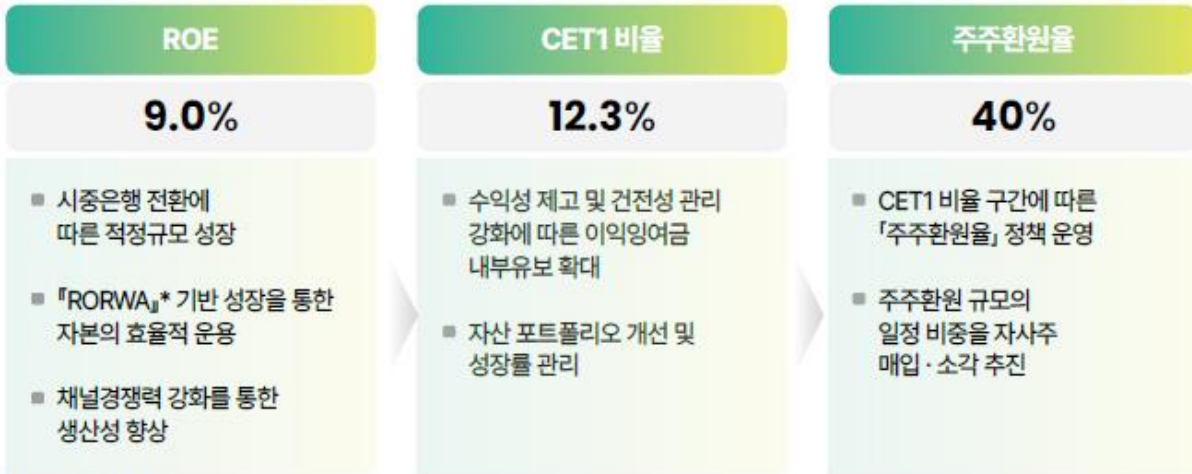 ROE
9.0%
■ 시중은행 전환에
따른 적정규모 성장
■ 『RORWA』* 기반 성장을 통한
자본의 효율적 운용
■ 채널경쟁력 강화를 통한
생산성 향상
CET1 비율
12.3%
■ 수익성 제고 및 건전성 관리
강화에 따른 이익잉여금
내부유보 확대
■ 자산 포트폴리오 개선 및
성장률 관리
주주환원율
40%
■ CET1 비율 구간에 따른
「주주환원율」 정책 운영
■ 주주환원 규모의
일정 비중을 자사주
매입 · 소각 추진